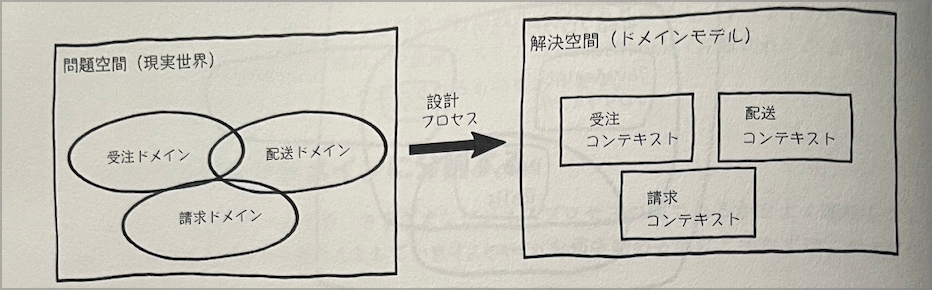 問題空間（現実世界）
受注ドメイン
配送ドメイン
請求ドメイン
設計
プロセス
解決空間（ドメインモデル）
受注
コンテキスト
配送
コンテキスト
請求
コンテキスト